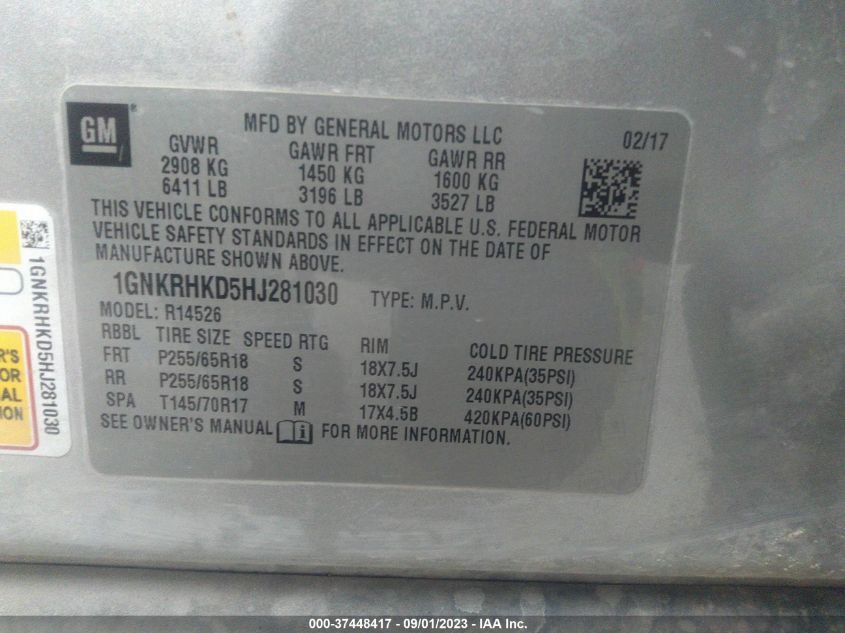 GM
MFD BY GENERAL MOTORS LLC 02/17
GVWR GAWR FRT GAWR RR
2908 KG 1450 KG 1600 KG
6411 LB 3196 LB 3527 LB
THIS VEHICLE CONFORMS TO ALL APPLICABLE U.S. FEDERAL MOTOR
VEHICLE SAFETY STANDARDS IN EFFECT ON THE DATE OF
MANUFACTURE SHOWN ABOVE.
1GNKRHKD5HJ281030 TYPE: M.P.V.
MODEL: R14526
RBBL TIRE SIZE SPEED RTG RIM COLD TIRE PRESSURE
FRT P255/65R18 S 18X7.5J 240KPA(35PSI)
RR P255/65R18 S 18X7.5J 240KPA(35PSI)
SPA T145/70R17 M 17X4.5B 420KPA(60PSI)
SEE OWNER'S MANUAL i FOR MORE INFORMATION.
1GNKRHKD5HJ281030
000-37448417 - 09/01/2023 - IAA Inc.